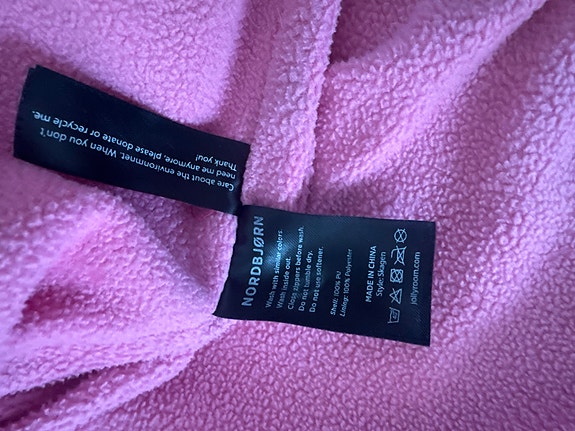 Care about the environmnet. When you don't
need me anymore, please donate or recycle me.
Thank you!
NORDBJØRN
Wash with similar colors
Wash inside out.
Close zippers before wash.
Do not tumble dry.
Do not use softener.
Shell: 100% PU
Lining: 100% Polyester
MADE IN CHINA
Style: Skagen
40
jollyroom.com